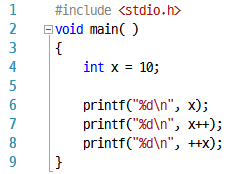 1 #include <stdio.h>
2 void main( )
3 {
4 int x = 10;
5
6 printf("%d\n", x);
7 printf("%d\n", x++);
8 printf("%d\n", ++x);
9 }